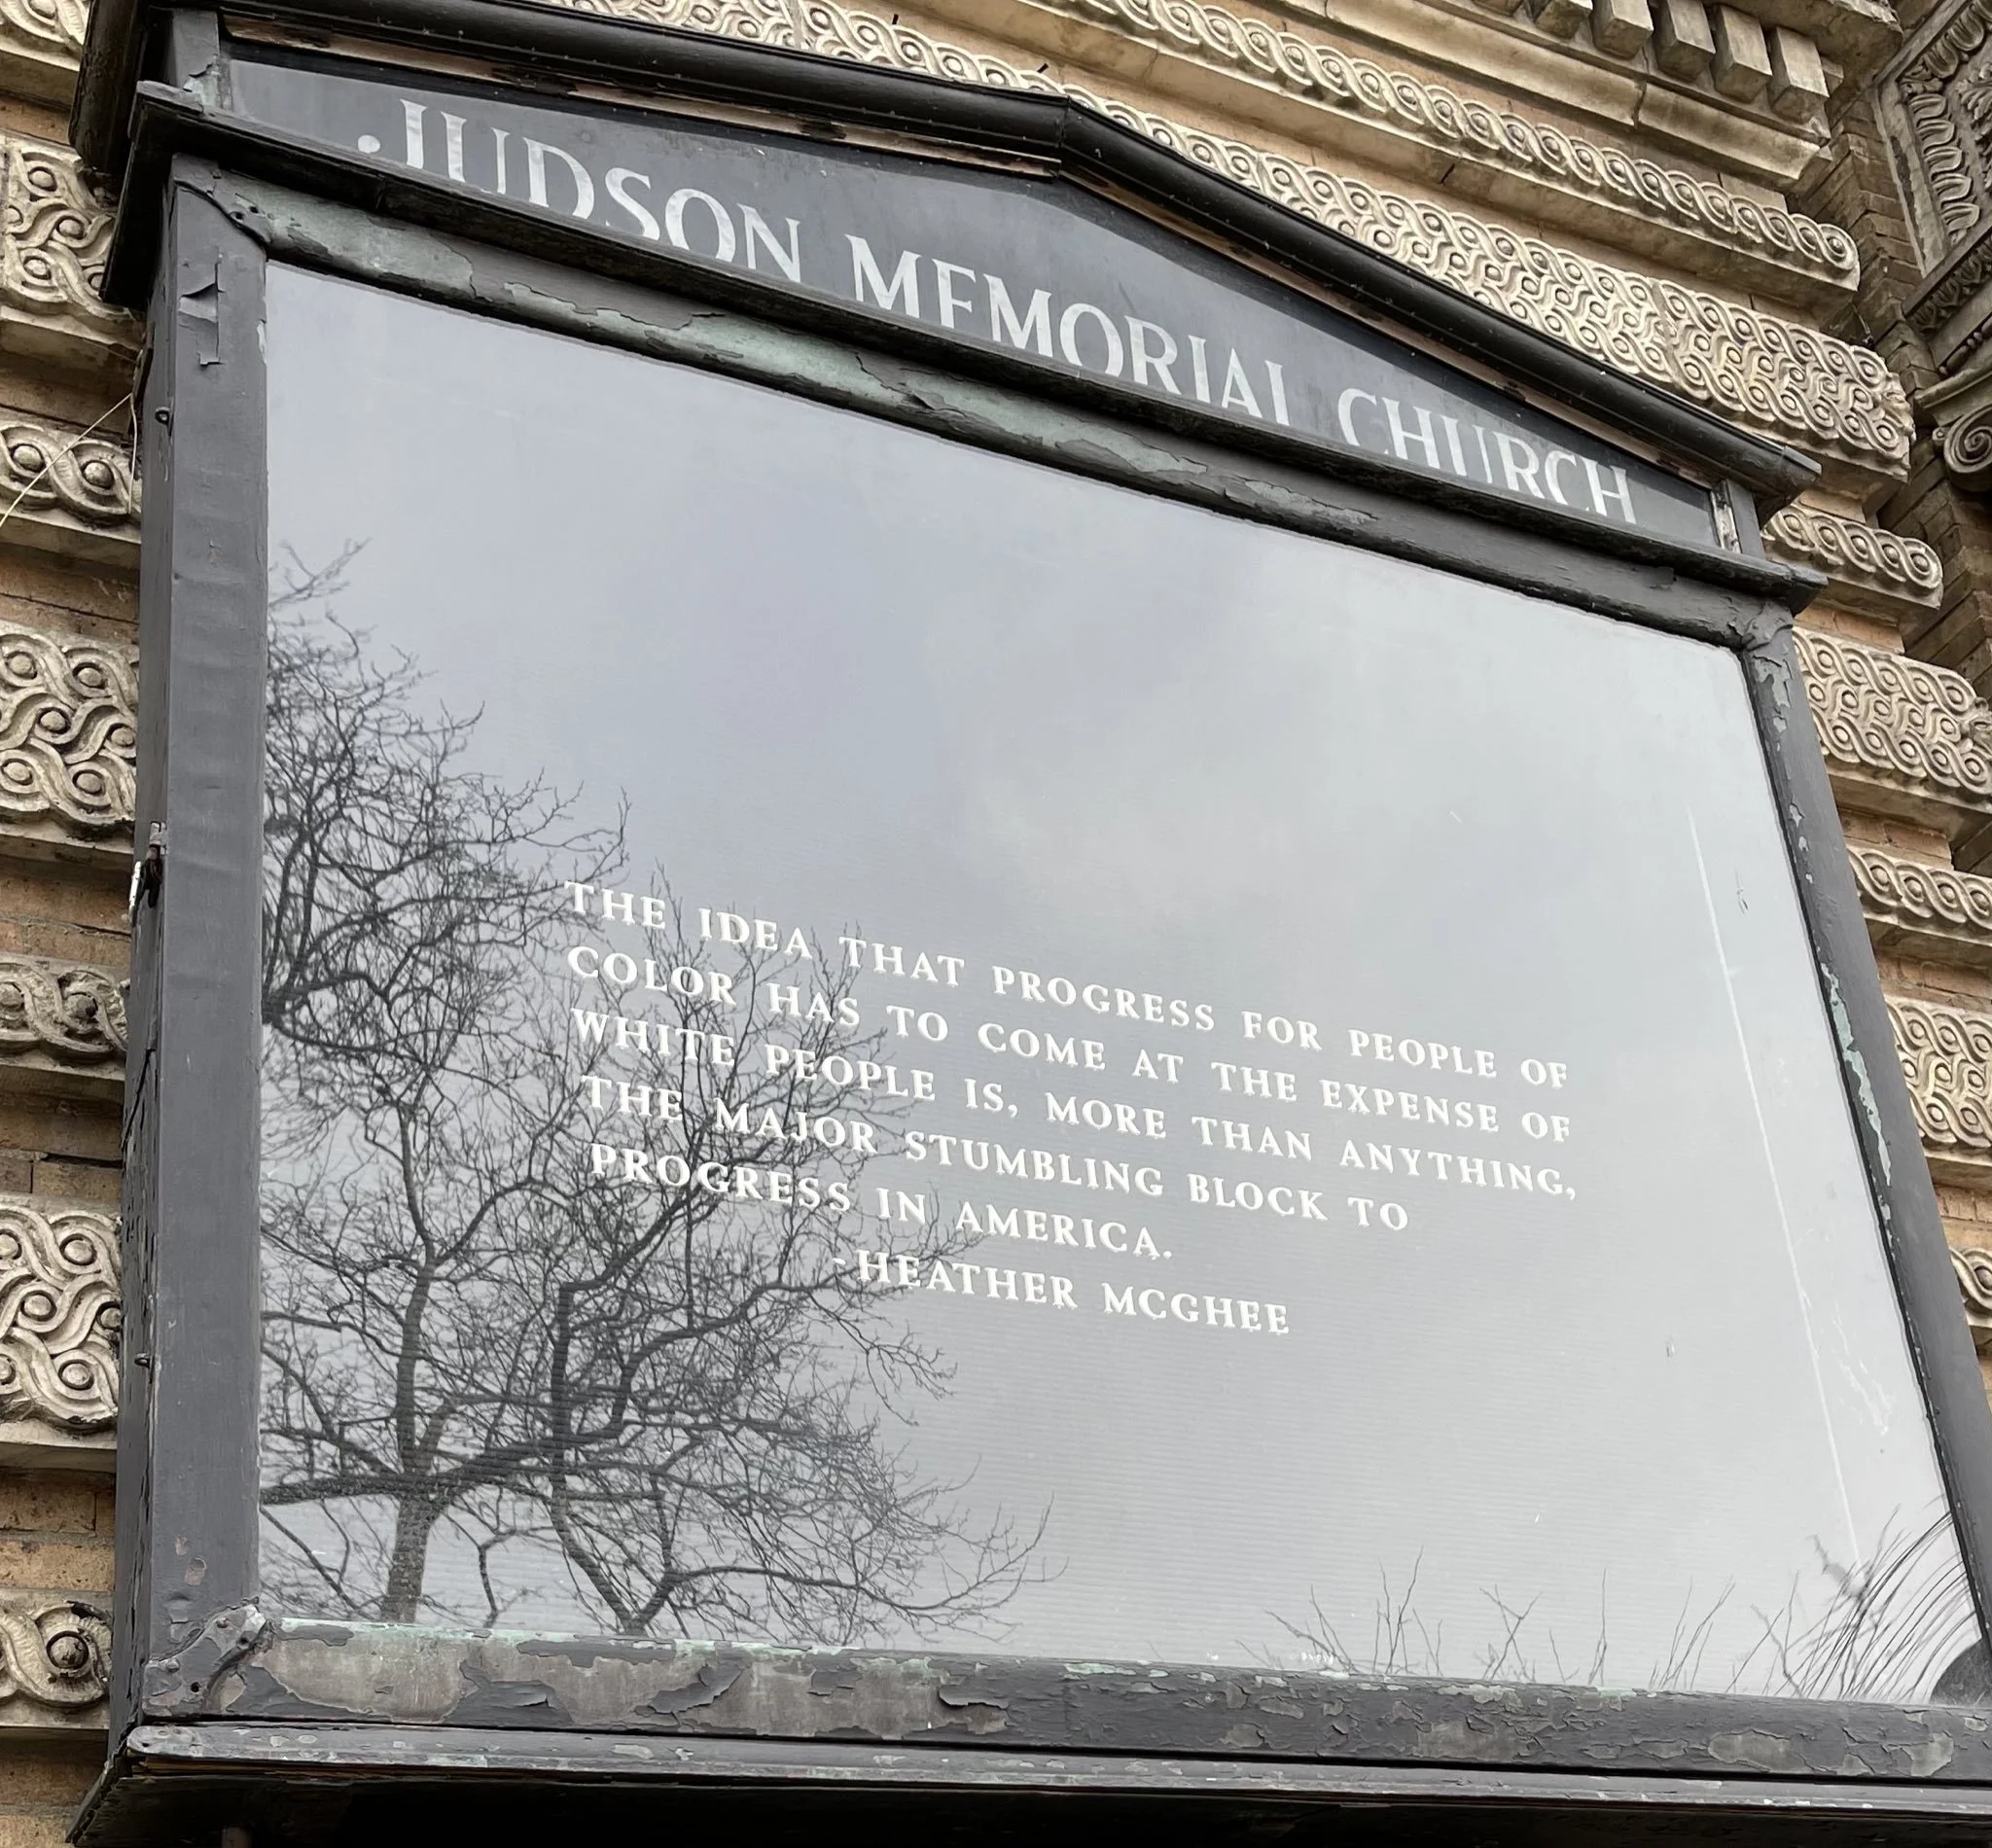 JUDSON MEMORIAL CHURCH
THE IDEA THAT PROGRESS FOR PEOPLE OF
COLOR HAS TO COME AT THE EXPENSE OF
WHITE PEOPLE IS, MORE THAN ANYTHING,
THE MAJOR STUMBLING BLOCK TO
PROGRESS IN AMERICA.
-HEATHER MCGHEE